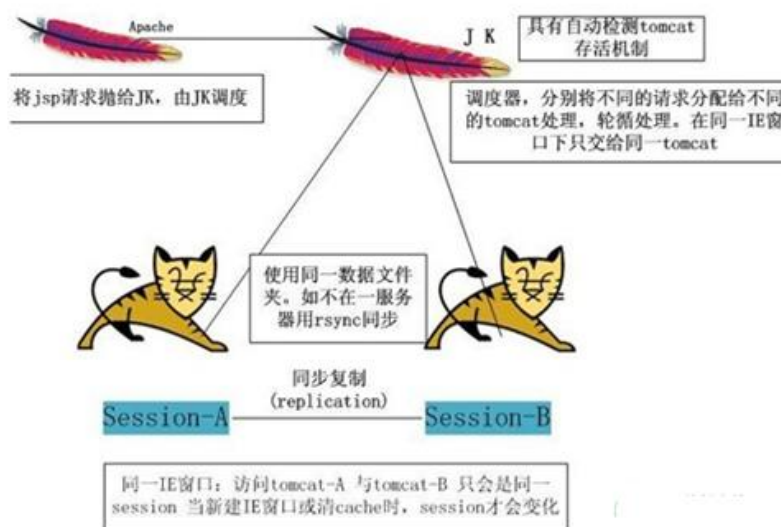 Apache
J K
具有自动检测tomcat
存活机制
将jsp请求抛给JK，由JK调度
调度器，分别将不同的请求分配给不同
的tomcat处理，轮循处理。在同一IE窗
口下只交给同一tomcat
使用同一数据文件
夹。如不在一服务
器用rsync同步
同步复制
(replication)
Session-A
Session-B
同一IE窗口：访问tomcat-A 与tomcat-B 只会是同一
session 当新建IE窗口或清cache时，session才会变化